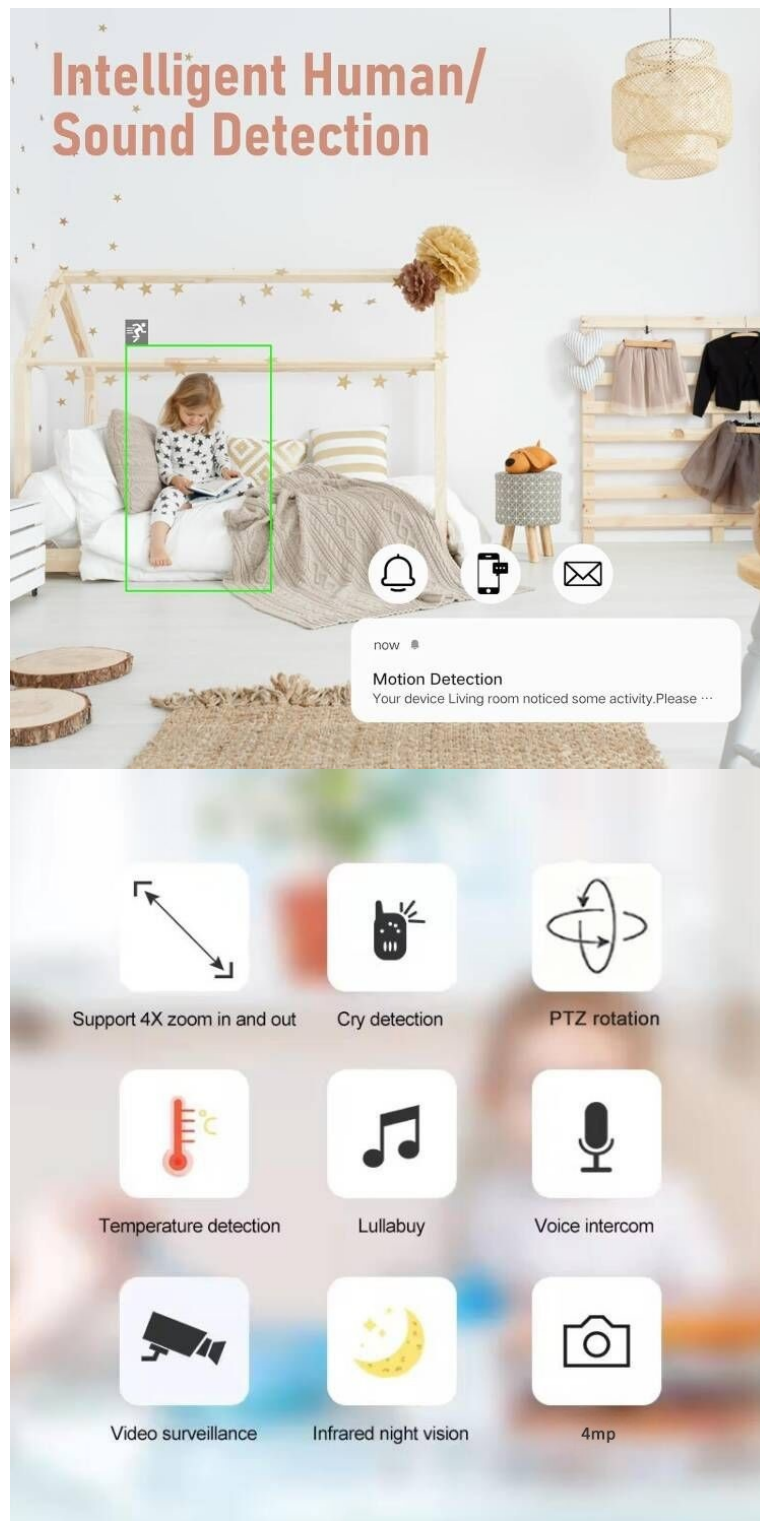 Intelligent Human/
Sound Detection
now
Motion Detection
Your device Living room noticed some activity.Please ···
Support 4X zoom in and out
Cry detection
PTZ rotation
°C
Temperature detection
Lullabuy
Voice intercom
Video surveillance
Infrared night vision
4mp